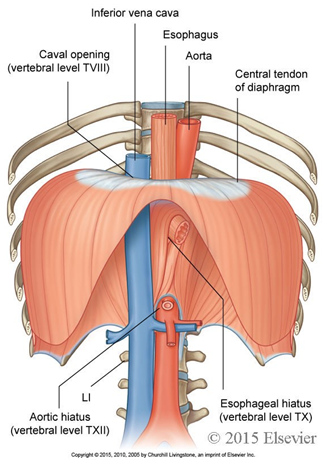 Inferior vena cava
Esophagus
Caval opening
(vertebral level TVIII)
Aorta
Central tendon
of diaphragm
LI
Aortic hiatus
(vertebral level TXII)
Esophageal hiatus
(vertebral level TX)
© 2015 Elsevier
Copyright © 2015, 2010, 2005 by Churchill Livingstone, an imprint of Elsevier Inc.